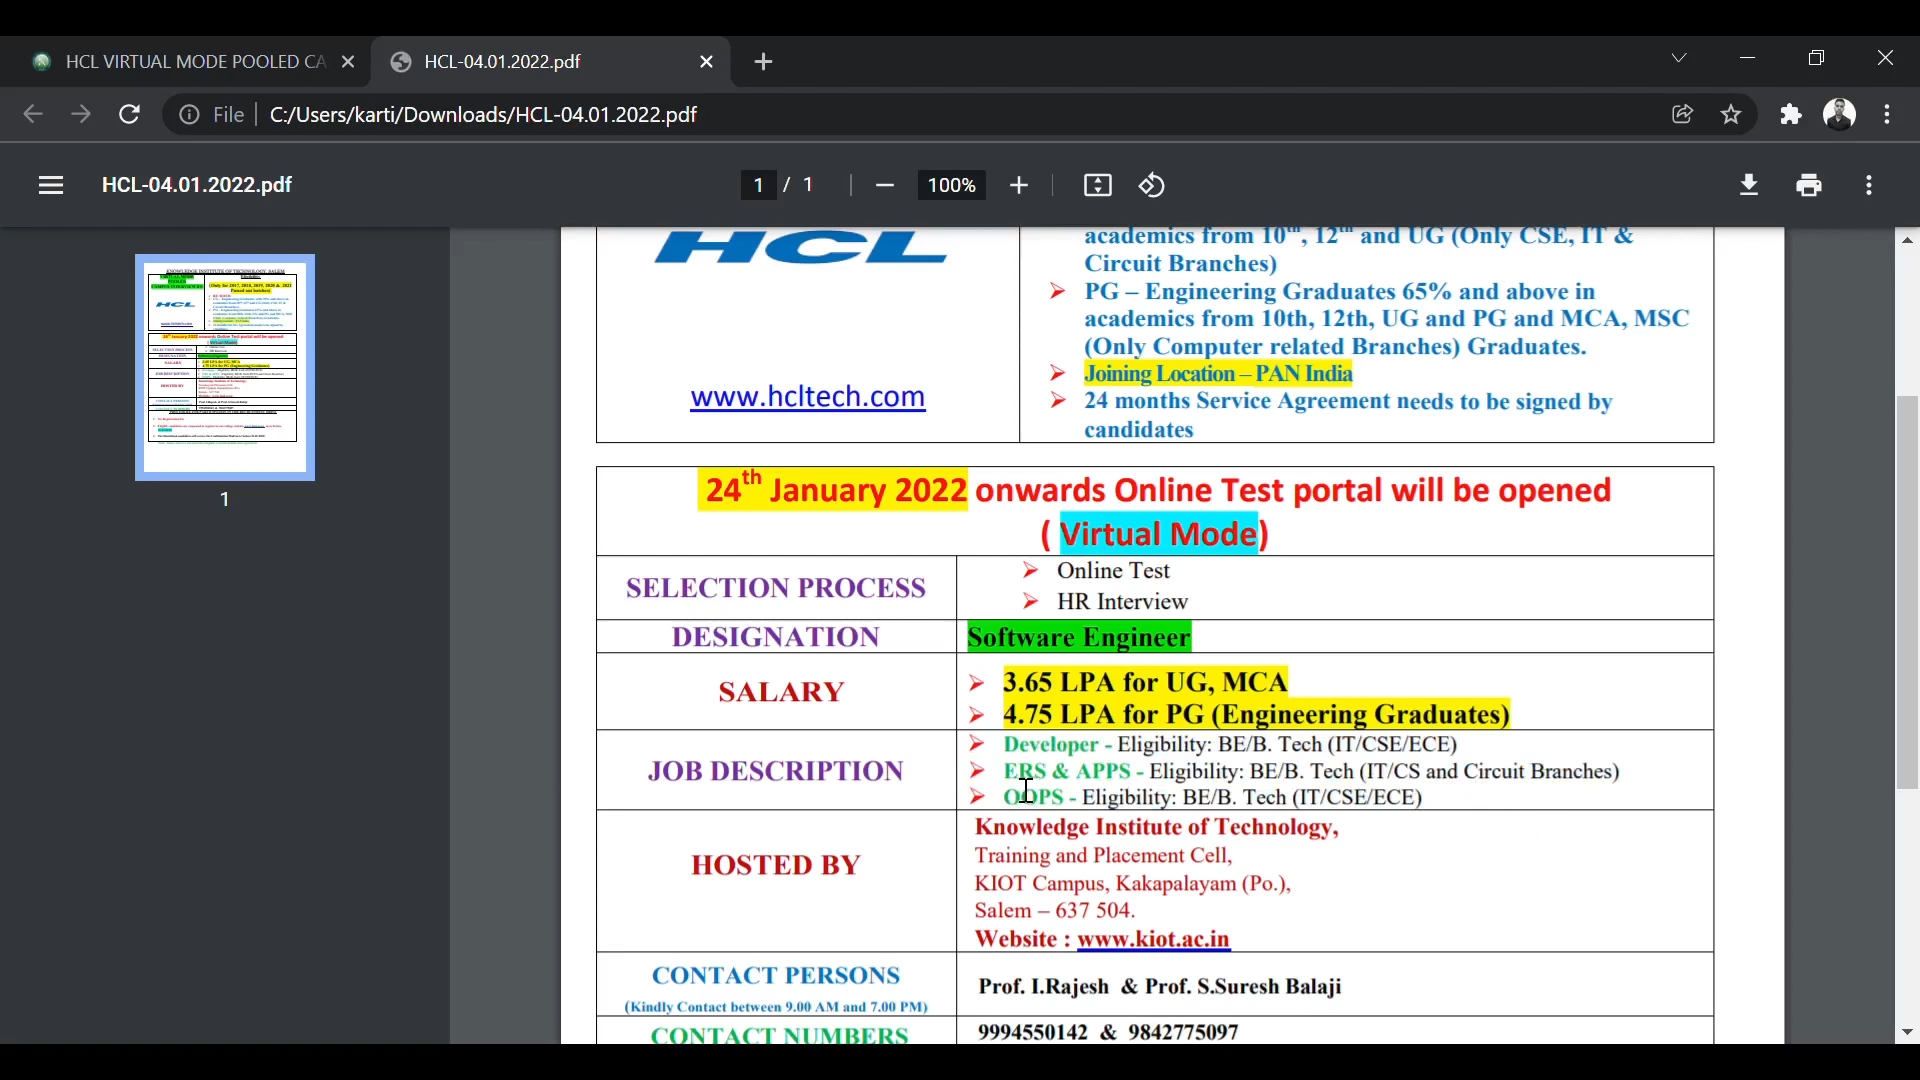 HCL VIRTUAL MODE POOLED CA
HCL-04.01.2022.pdf
File
C:/Users/karti/Downloads/HCL-04.01.2022.pdf
HCL-04.01.2022.pdf
1 / 1
100%
1
HCL
www.hcltech.com
academics from 10th, 12th and UG (Only CSE, IT &
Circuit Branches)
PG – Engineering Graduates 65% and above in
academics from 10th, 12th, UG and PG and MCA, MSC
(Only Computer related Branches) Graduates.
Joining Location – PAN India
24 months Service Agreement needs to be signed by
candidates
24th January 2022 onwards Online Test portal will be opened
( Virtual Mode)
SELECTION PROCESS
Online Test
HR Interview
DESIGNATION
Software Engineer
SALARY
3.65 LPA for UG, MCA
4.75 LPA for PG (Engineering Graduates)
JOB DESCRIPTION
Developer - Eligibility: BE/B. Tech (IT/CSE/ECE)
ERS & APPS - Eligibility: BE/B. Tech (IT/CS and Circuit Branches)
OOPS - Eligibility: BE/B. Tech (IT/CSE/ECE)
HOSTED BY
Knowledge Institute of Technology,
Training and Placement Cell,
KIOT Campus, Kakapalayam (Po.),
Salem – 637 504.
Website : www.kiot.ac.in
CONTACT PERSONS
(Kindly Contact between 9.00 AM and 7.00 PM)
Prof. I.Rajesh & Prof. S.Suresh Balaji
CONTACT NUMBERS
9994550142 & 9842775097